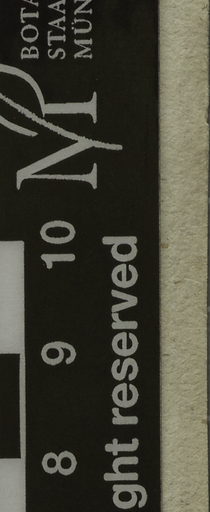 BOTA
STAA
MÜN
M
8 9 10
ght reserved